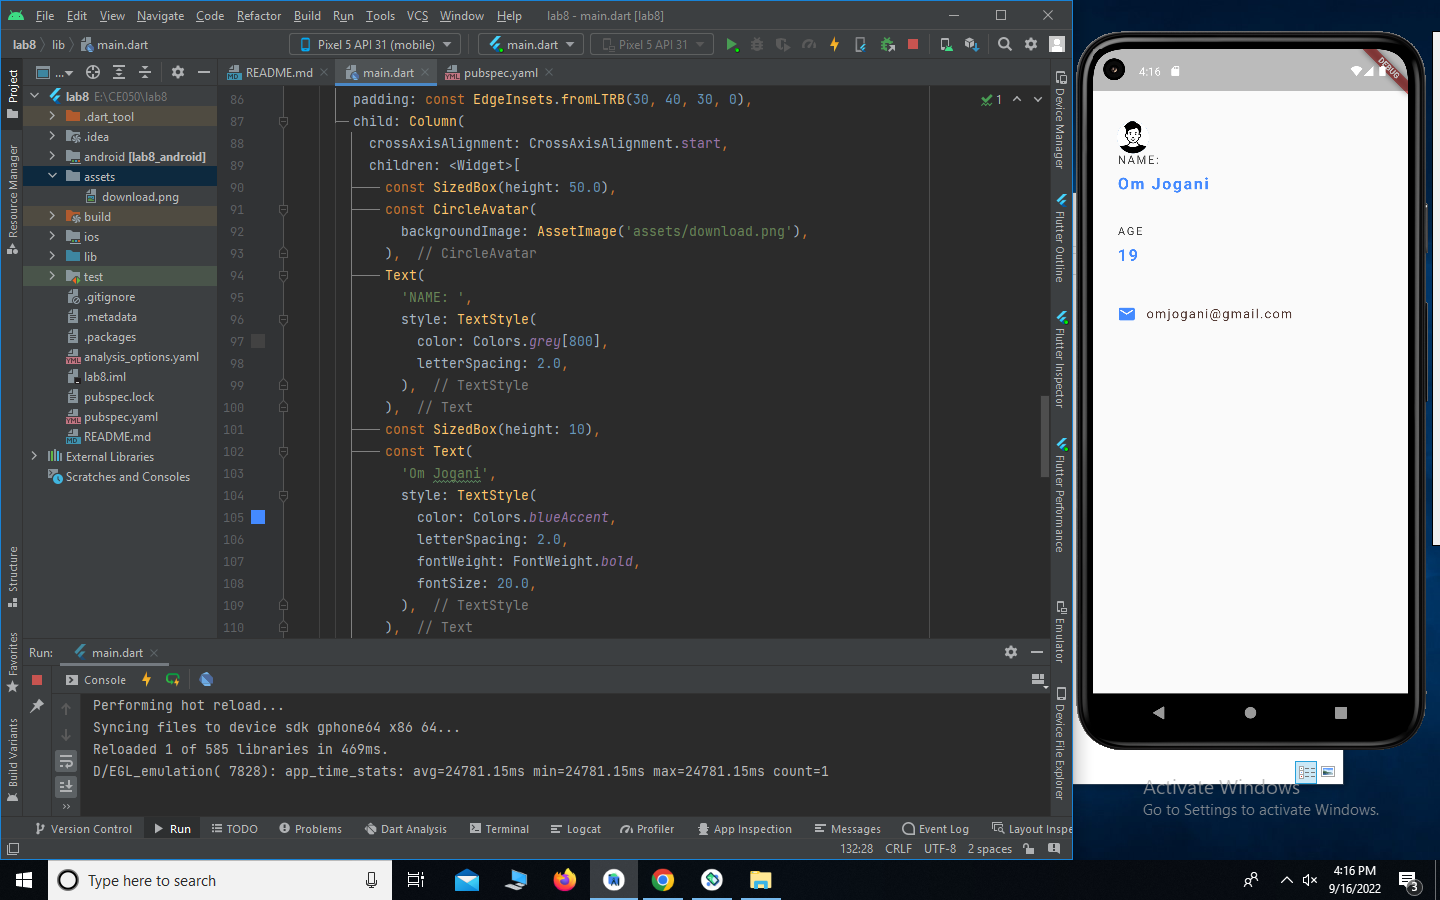 File Edit View Navigate Code Refactor Build Run Tools VCS Window Help lab8 - main.dart [lab8]
lab8 lib main.dart Pixel 5 API 31 (mobile) main.dart Pixel 5 API 31
Project
Resource Manager
Structure
Favorites
Build Variants
lab8 E:\CE050\lab8
.dart_tool
.idea
android [lab8_android]
assets
download.png
build
ios
lib
test
.gitignore
.metadata
.packages
analysis_options.yaml
lab8.iml
pubspec.lock
pubspec.yaml
README.md
External Libraries
Scratches and Consoles
README.md main.dart pubspec.yaml
1
86 padding: const EdgeInsets.fromLTRB(30, 40, 30, 0),
87 child: Column(
88 crossAxisAlignment: CrossAxisAlignment.start,
89 children: <Widget>[
90 const SizedBox(height: 50.0),
91 const CircleAvatar(
92 backgroundImage: AssetImage('assets/download.png'),
93 ), // CircleAvatar
94 Text(
95 'NAME: ',
96 style: TextStyle(
97 color: Colors.grey[800],
98 letterSpacing: 2.0,
99 ), // TextStyle
100 ), // Text
101 const SizedBox(height: 10),
102 const Text(
103 'Om Jogani',
104 style: TextStyle(
105 color: Colors.blueAccent,
106 letterSpacing: 2.0,
107 fontWeight: FontWeight.bold,
108 fontSize: 20.0,
109 ), // TextStyle
110 ), // Text
Device Manager
Flutter Outline
Flutter Inspector
Flutter Performance
Emulator
Device File Explorer
Run: main.dart
Console
Performing hot reload...
Syncing files to device sdk gphone64 x86 64...
Reloaded 1 of 585 libraries in 469ms.
D/EGL_emulation( 7828): app_time_stats: avg=24781.15ms min=24781.15ms max=24781.15ms count=1
Version Control Run TODO Problems Dart Analysis Terminal Logcat Profiler App Inspection Messages Event Log Layout Inspe
132:28 CRLF UTF-8 2 spaces
4:16
DEBUG
NAME:
Om Jogani
AGE
19
omjogani@gmail.com
Activate Windows
Go to Settings to activate Windows.
Type here to search
4:16 PM
9/16/2022
3